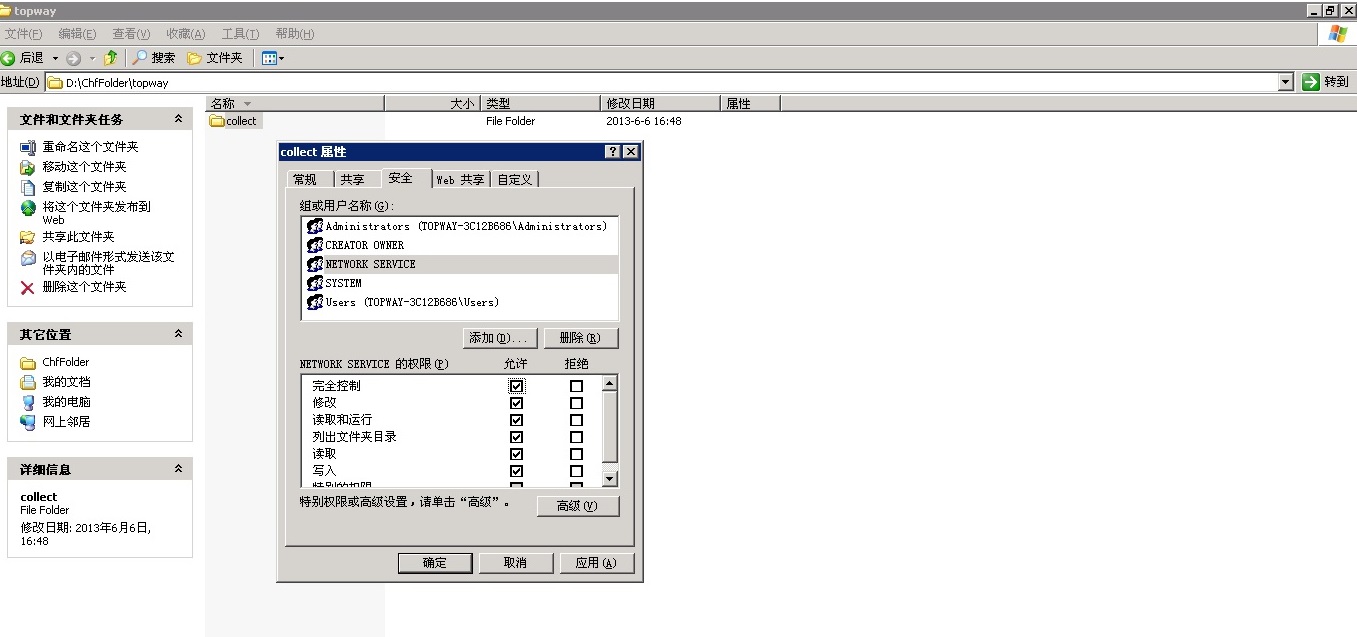 topway
文件(F) 编辑(E) 查看(V) 收藏(A) 工具(T) 帮助(H)
后退 搜索 文件夹
地址(D) D:\ChfFolder\topway 转到
名称 大小 类型 修改日期 属性
collect File Folder 2013-6-6 16:48
文件和文件夹任务
重命名这个文件夹
移动这个文件夹
复制这个文件夹
将这个文件夹发布到
Web
共享此文件夹
以电子邮件形式发送该文
件夹内的文件
删除这个文件夹
其它位置
ChfFolder
我的文档
我的电脑
网上邻居
详细信息
collect
File Folder
修改日期: 2013年6月6日,
16:48
collect 属性
常规 共享 安全 Web 共享 自定义
组或用户名称(G):
Administrators (TOPWAY-3C12B686\Administrators)
CREATOR OWNER
NETWORK SERVICE
SYSTEM
Users (TOPWAY-3C12B686\Users)
添加(D)... 删除(R)
NETWORK SERVICE 的权限(P) 允许 拒绝
完全控制
修改
读取和运行
列出文件夹目录
读取
写入
特别的权限
特别权限或高级设置，请单击“高级”。
高级(V)
确定 取消 应用(A)